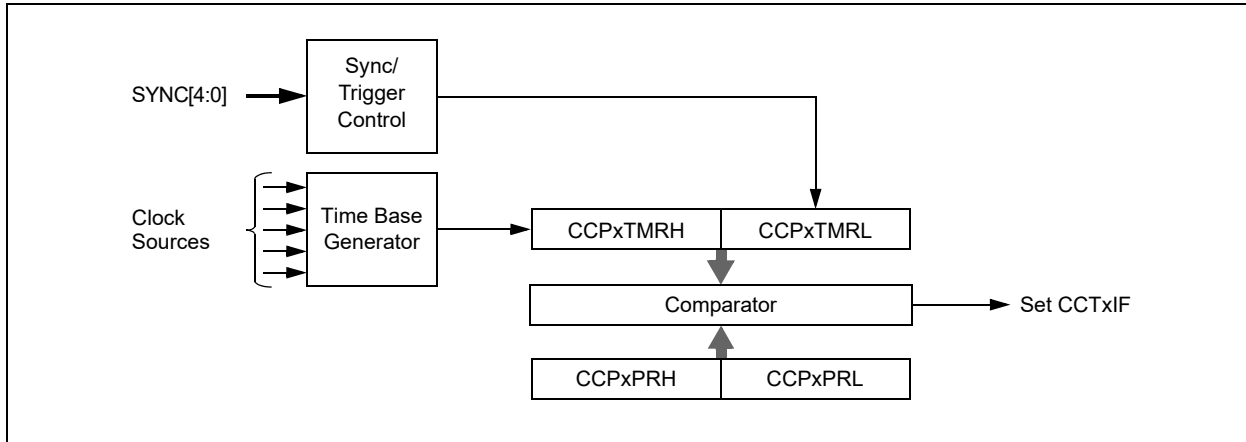 SYNC[4:0]
Sync/
Trigger
Control
Clock
Sources
Time Base
Generator
CCPxTMRH
CCPxTMRL
Comparator
Set CCTxIF
CCPxPRH
CCPxPRL